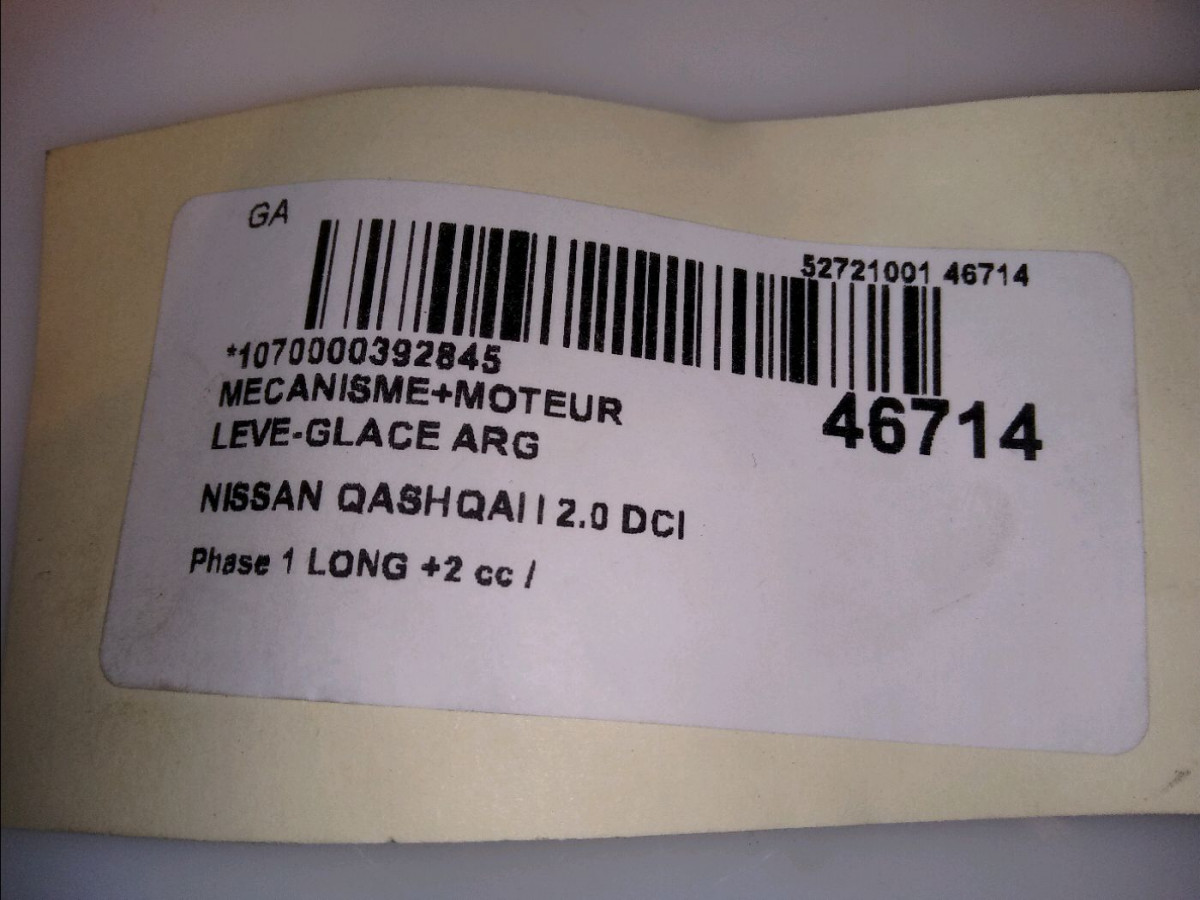 GA
52721001 46714
*1070000392845
MECANISME+MOTEUR
LEVE-GLACE ARG
46714
NISSAN QASHQAI I 2.0 DCI
Phase 1 LONG +2 cc /